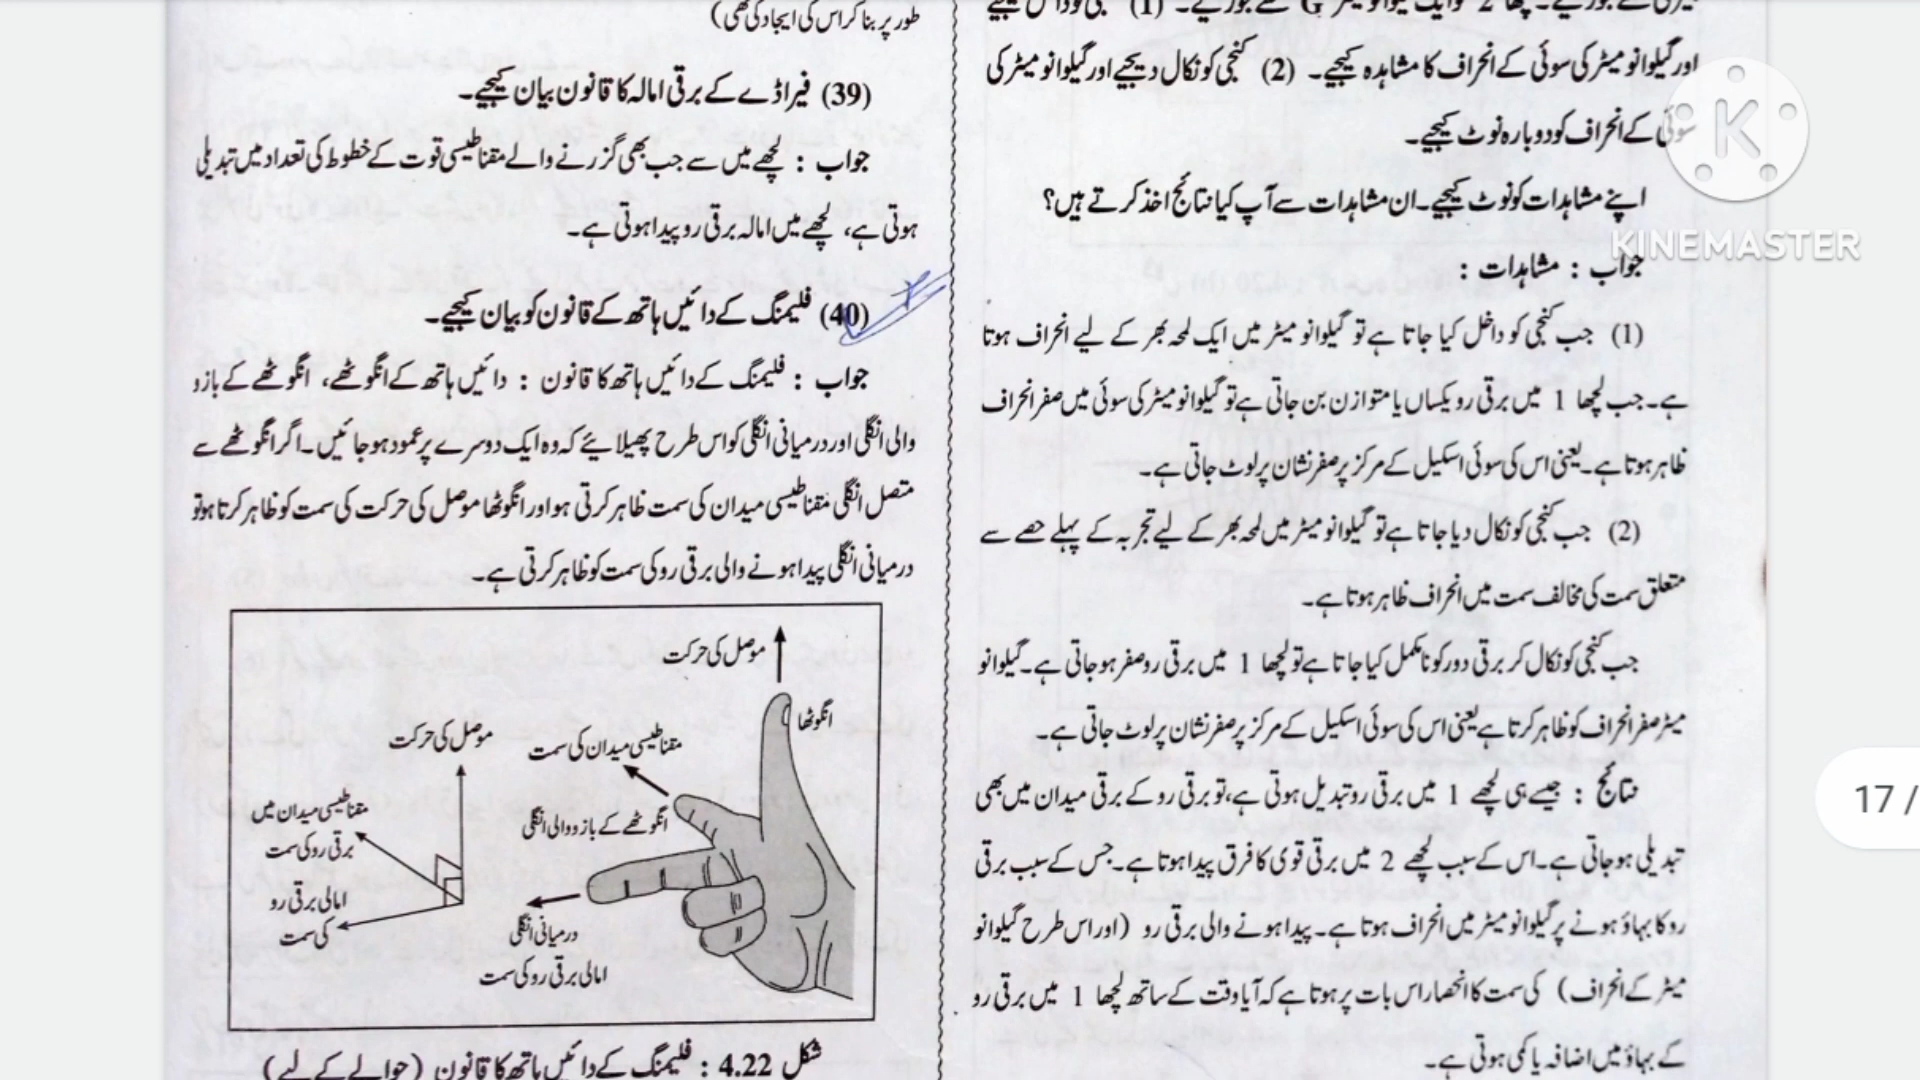 اور گیلوانو میٹر کی سوئی کے انحراف کا مشاہدہ کیجیے۔ (2) کنجی کو نکال دیجیے اور گیلوانو میٹر کی
سوئی کے انحراف کو دوبارہ نوٹ کیجیے۔
اپنے مشاہدات کو نوٹ کیجیے۔ ان مشاہدات سے آپ کیا نتائج اخذ کرتے ہیں؟
جواب : مشاہدات :
(1) جب کنجی کو داخل کیا جاتا ہے تو گیلوانو میٹر میں ایک لمحہ بھر کے لیے انحراف ہوتا
ہے۔ جب لچھا 1 میں برقی رو یکساں یا متوازن بن جاتی ہے تو گیلوانو میٹر کی سوئی میں صفر انحراف
ظاہر ہوتا ہے۔ یعنی اس کی سوئی اسکیل کے مرکز پر صفر نشان پر لوٹ جاتی ہے۔
(2) جب کنجی کو نکال دیا جاتا ہے تو گیلوانو میٹر میں لمحہ بھر کے لیے تجربہ کے پہلے حصے سے
متعلق سمت کی مخالف سمت میں انحراف ظاہر ہوتا ہے۔
جب کنجی کو نکال کر برقی دور کو نامکمل کیا جاتا ہے تو لچھا 1 میں برقی رو صفر ہو جاتی ہے۔ گیلوانو
میٹر صفر انحراف کو ظاہر کرتا ہے یعنی اس کی سوئی اسکیل کے مرکز پر صفر نشان پر لوٹ جاتی ہے۔
نتائج : جیسے ہی لچھے 1 میں برقی رو تبدیل ہوتی ہے، تو برقی رو کے برقی میدان میں بھی
تبدیلی ہو جاتی ہے۔ اس کے سبب لچھے 2 میں برقی قوی کا فرق پیدا ہوتا ہے۔ جس کے سبب برقی
رو کا بہاؤ ہونے پر گیلوانو میٹر میں انحراف ہوتا ہے۔ پیدا ہونے والی برقی رو (اور اس طرح گیلوانو
میٹر کے انحراف) کی سمت کا انحصار اس بات پر ہوتا ہے کہ آیا وقت کے ساتھ لچھا 1 میں برقی رو
کے بہاؤ میں اضافہ یا کمی ہوتی ہے۔
طور پر بنا کر اس کی ایجاد کی تھی)
(39) فیراڈے کے برقی امالہ کا قانون بیان کیجیے۔
جواب : لچھے میں سے جب بھی گزرنے والے مقناطیسی قوت کے خطوط کی تعداد میں تبدیلی
ہوتی ہے، لچھے میں امالہ برقی رو پیدا ہوتی ہے۔
(40) فلیمنگ کے دائیں ہاتھ کے قانون کو بیان کیجیے۔
جواب : فلیمنگ کے دائیں ہاتھ کا قانون : دائیں ہاتھ کے انگوٹھے، انگوٹھے کے بازو
والی انگلی اور درمیانی انگلی کو اس طرح پھیلائیے کہ وہ ایک دوسرے پر عمود ہو جائیں۔ اگر انگوٹھے سے
متصل انگلی مقناطیسی میدان کی سمت ظاہر کرتی ہو اور انگوٹھا موصل کی حرکت کی سمت کو ظاہر کرتا ہو تو
درمیانی انگلی پیدا ہونے والی برقی رو کی سمت کو ظاہر کرتی ہے۔
موصل کی حرکت
انگوٹھا
مقناطیسی میدان کی سمت
انگوٹھے کے بازو والی انگلی
درمیانی انگلی
امالی برقی رو کی سمت
موصل کی حرکت
مقناطیسی میدان میں
برقی رو کی سمت
امالی برقی رو
کی سمت
شکل 4.22 : فلیمنگ کے دائیں ہاتھ کا قانون (حوالے کے لیے)
K
KINEMASTER
17 /